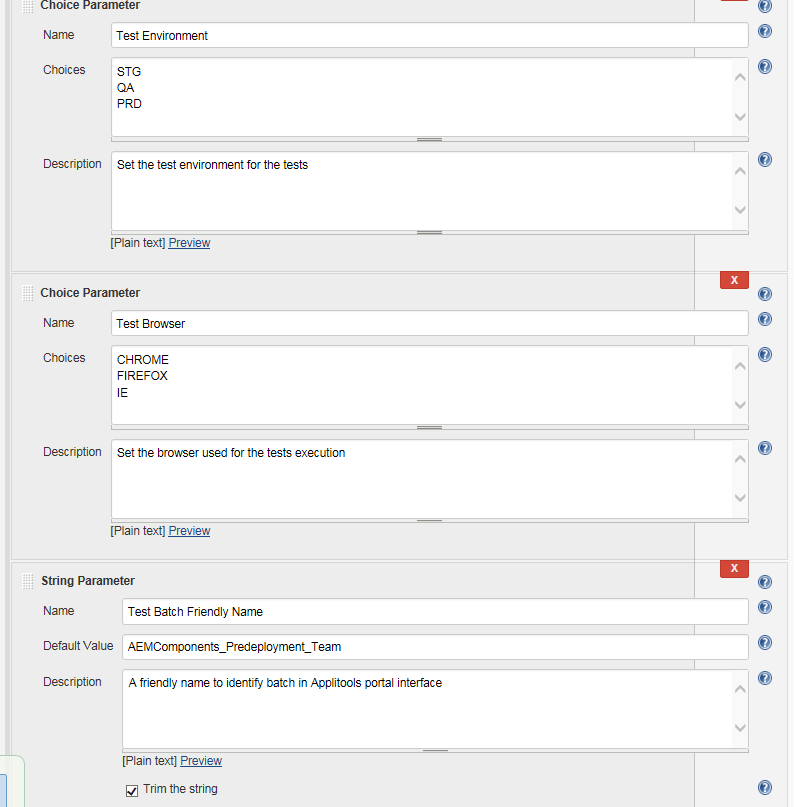 Choice Parameter
Name Test Environment
Choices STG
QA
PRD
Description Set the test environment for the tests
[Plain text] Preview
X
Choice Parameter
Name Test Browser
Choices CHROME
FIREFOX
IE
Description Set the browser used for the tests execution
[Plain text] Preview
X
String Parameter
Name Test Batch Friendly Name
Default Value AEMComponents_Predeployment_Team
Description A friendly name to identify batch in Applitools portal interface
[Plain text] Preview
Trim the string